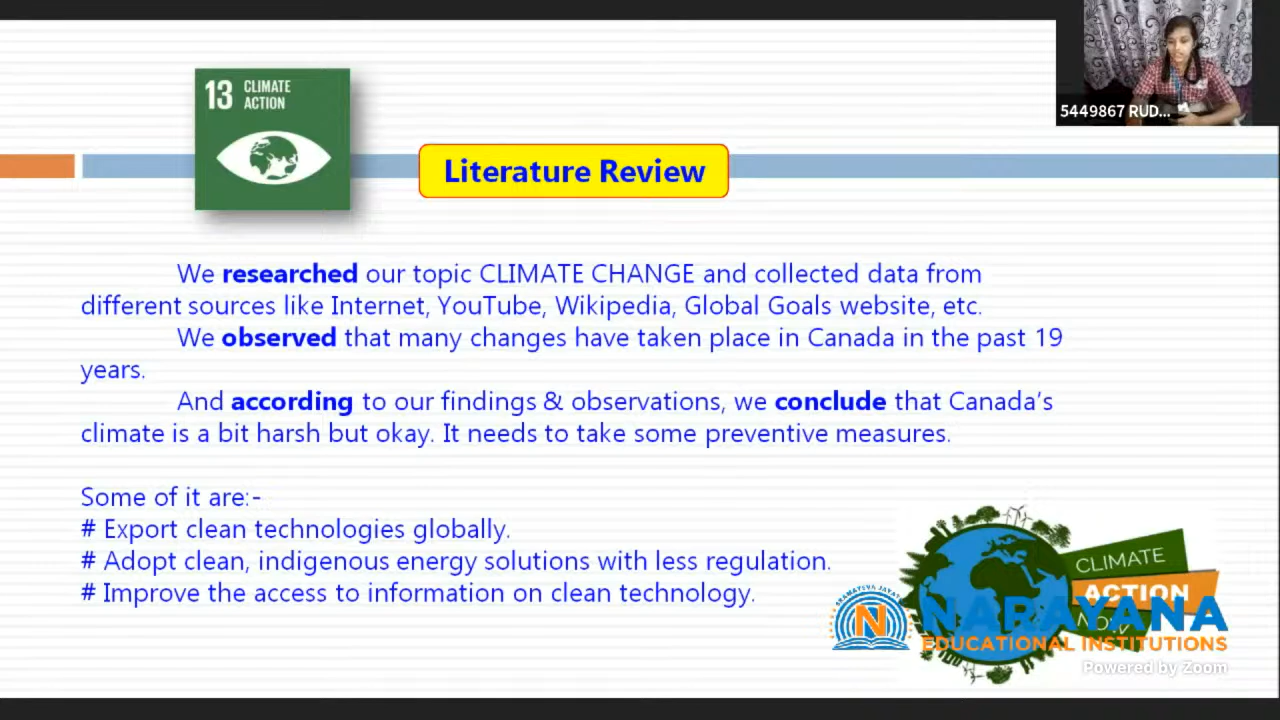 13 CLIMATE
ACTION
5449867 RUD...
Literature Review
We researched our topic CLIMATE CHANGE and collected data from
different sources like Internet, YouTube, Wikipedia, Global Goals website, etc.
We observed that many changes have taken place in Canada in the past 19
years.
And according to our findings & observations, we conclude that Canada's
climate is a bit harsh but okay. It needs to take some preventive measures.
Some of it are:-
# Export clean technologies globally.
# Adopt clean, indigenous energy solutions with less regulation.
# Improve the access to information on clean technology.
CLIMATE
ACTION
NOW
N
NARAYANA
EDUCATIONAL INSTITUTIONS
Powered by Zoom